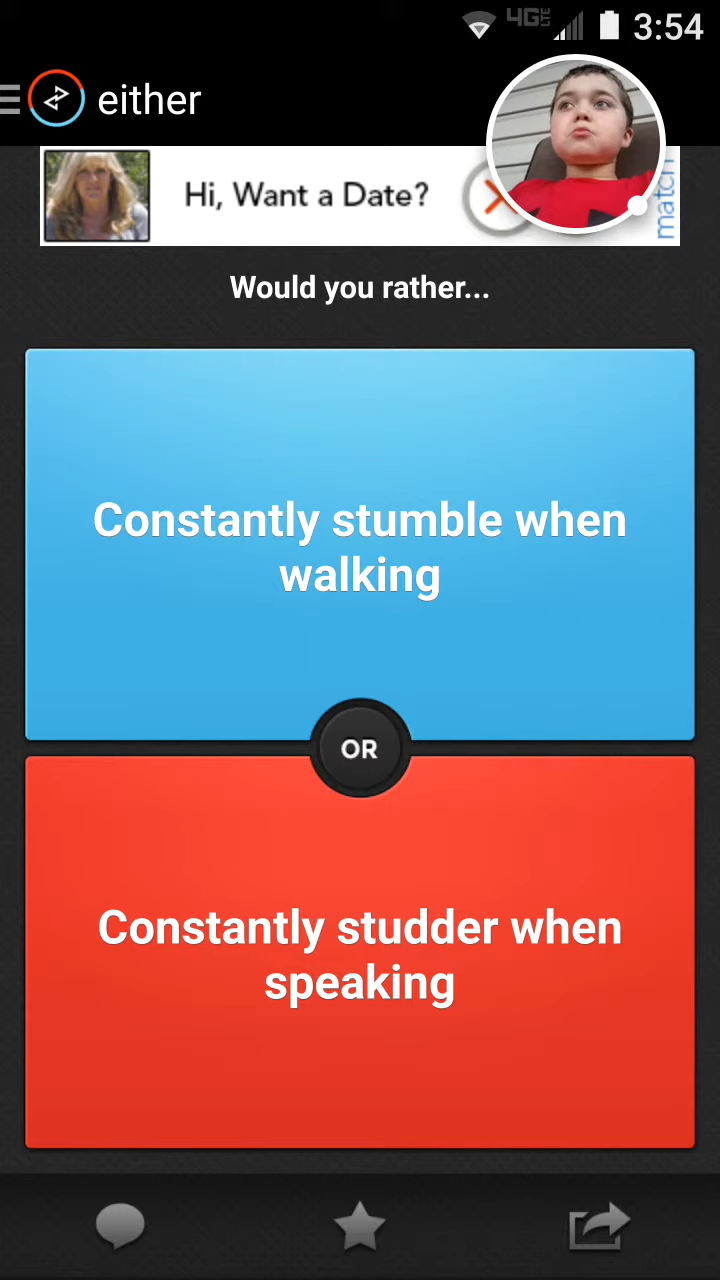 4G LTE 3:54
either
Hi, Want a Date?
match
Would you rather...
Constantly stumble when
walking
OR
Constantly studder when
speaking